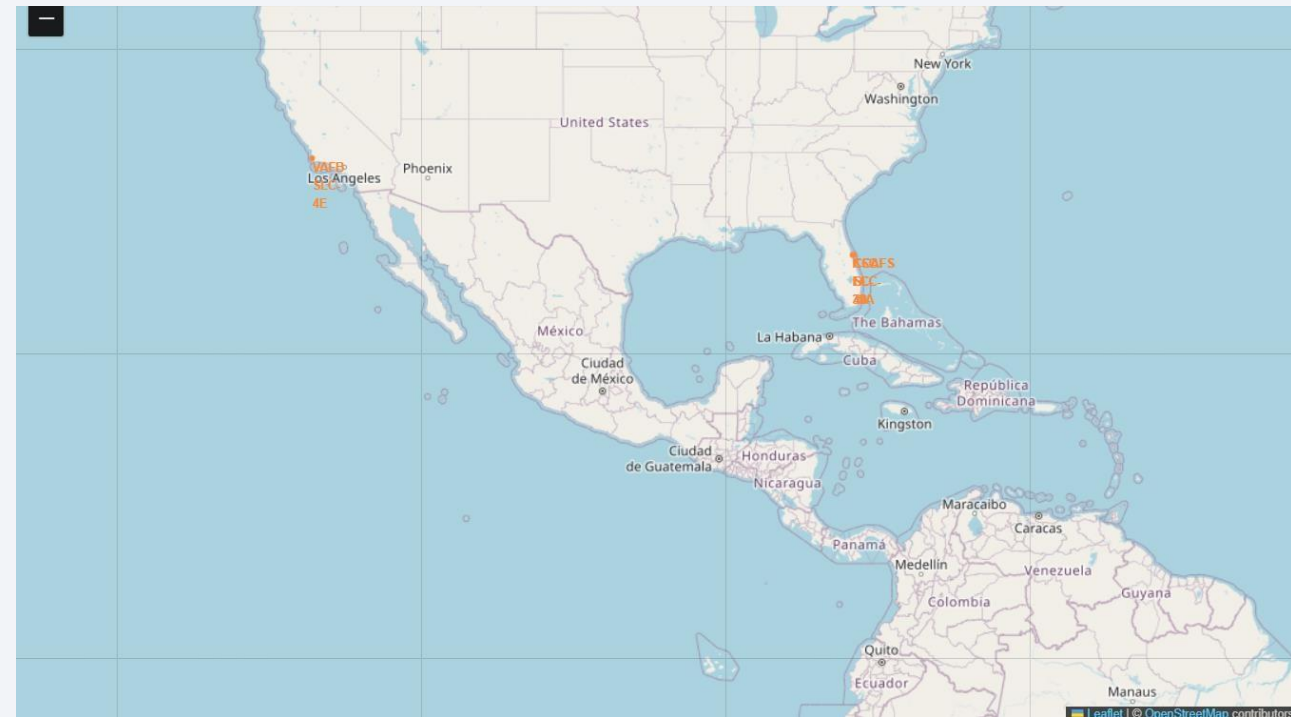 −
New York
Washington
United States
Phoenix
VAFB
Los Angeles
SLC-
4E
The Bahamas
La Habana
México
Cuba
Ciudad
de México
República
Dominicana
Kingston
Ciudad
de Guatemala
Honduras
Nicaragua
Maracaibo
Caracas
Panamá
Medellín
Venezuela
Guyana
Colombia
Quito
Ecuador
Manaus
Leaflet | © OpenStreetMap contributors